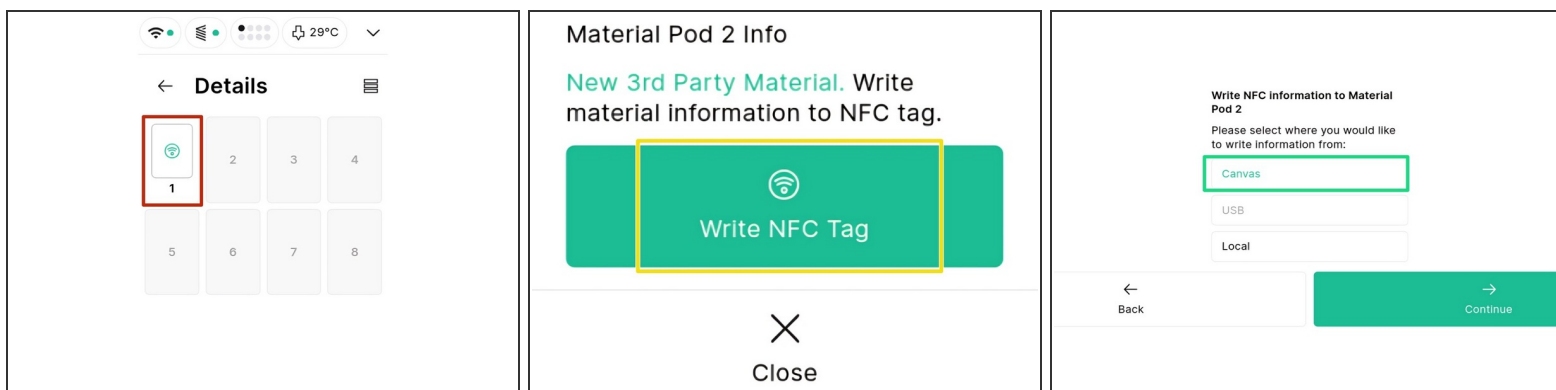 29°C
← Details
1
2
3
4
5
6
7
8
Material Pod 2 Info
New 3rd Party Material. Write
material information to NFC tag.
Write NFC Tag
Close
Write NFC information to Material
Pod 2
Please select where you would like
to write information from:
Canvas
USB
Local
←
Back
→
Continue